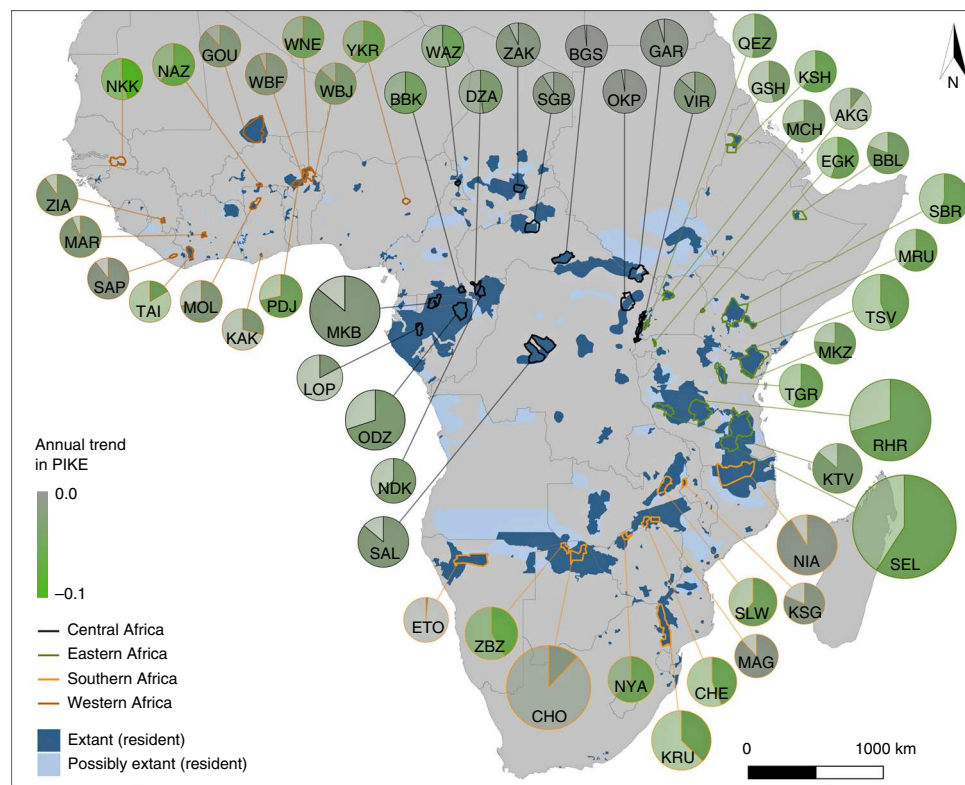 NKK
NAZ
GOU
WBF
WNE
WBJ
YKR
BBK
WAZ
DZA
ZAK
SGB
BGS
OKP
GAR
VIR
QEZ
GSH
KSH
MCH
AKG
EGK
BBL
N
ZIA
MAR
SAP
TAI
MOL
KAK
PDJ
MKB
LOP
ODZ
NDK
SAL
SBR
MRU
TSV
MKZ
TGR
RHR
KTV
SEL
NIA
KSG
SLW
MAG
CHE
KRU
NYA
CHO
ZBZ
ETO
Annual trend
in PIKE
0.0
–0.1
Central Africa
Eastern Africa
Southern Africa
Western Africa
Extant (resident)
Possibly extant (resident)
0 1000 km